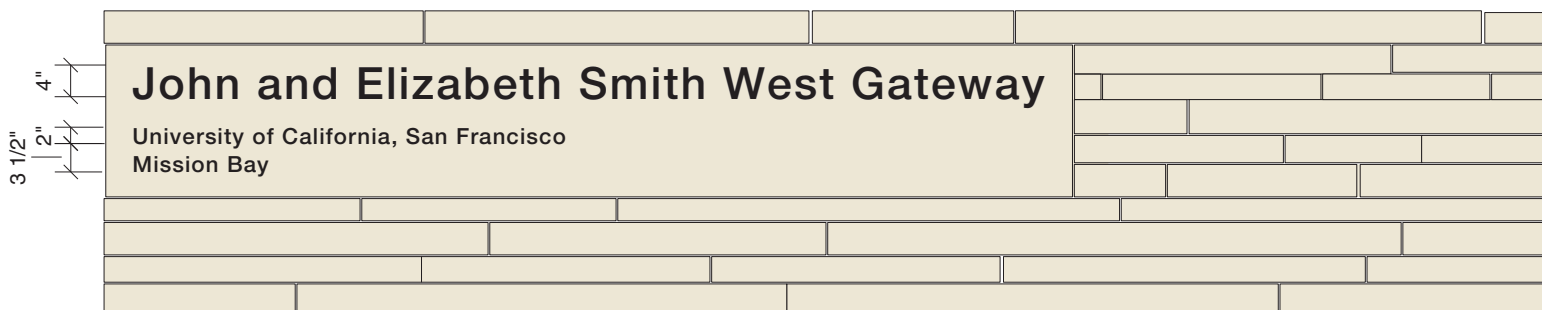 4"
John and Elizabeth Smith West Gateway
2"
University of California, San Francisco
3 1/2"
Mission Bay